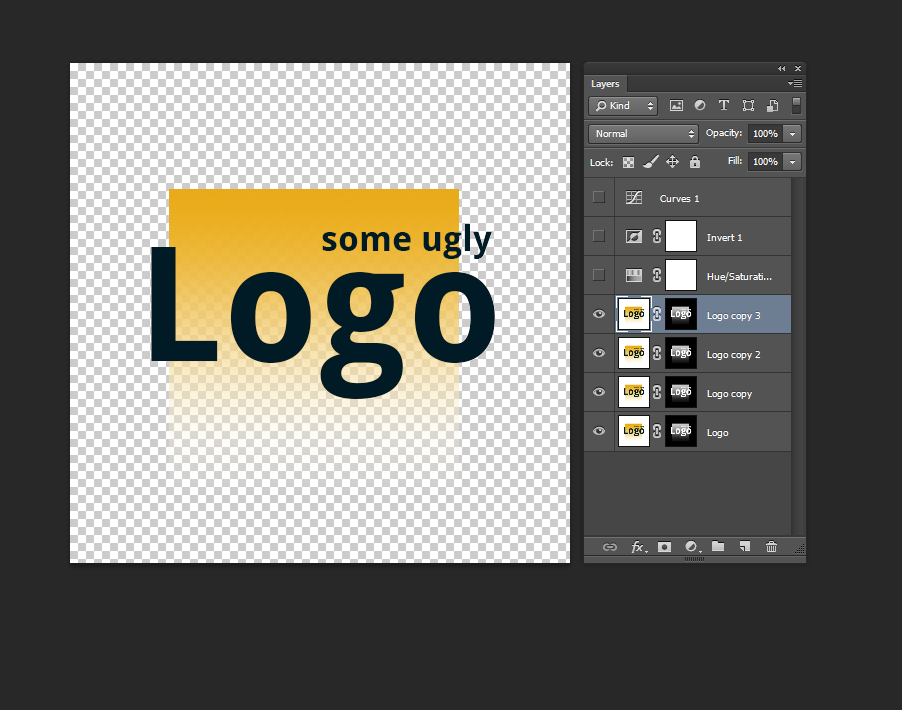 some ugly
Logo
Layers
Kind
Normal
Opacity: 100%
Lock:
Fill: 100%
Curves 1
Invert 1
Hue/Saturati...
Logo
Logo
Logo copy 3
Logo
Logo
Logo copy 2
Logo
Logo
Logo copy
Logo
Logo
Logo
fx